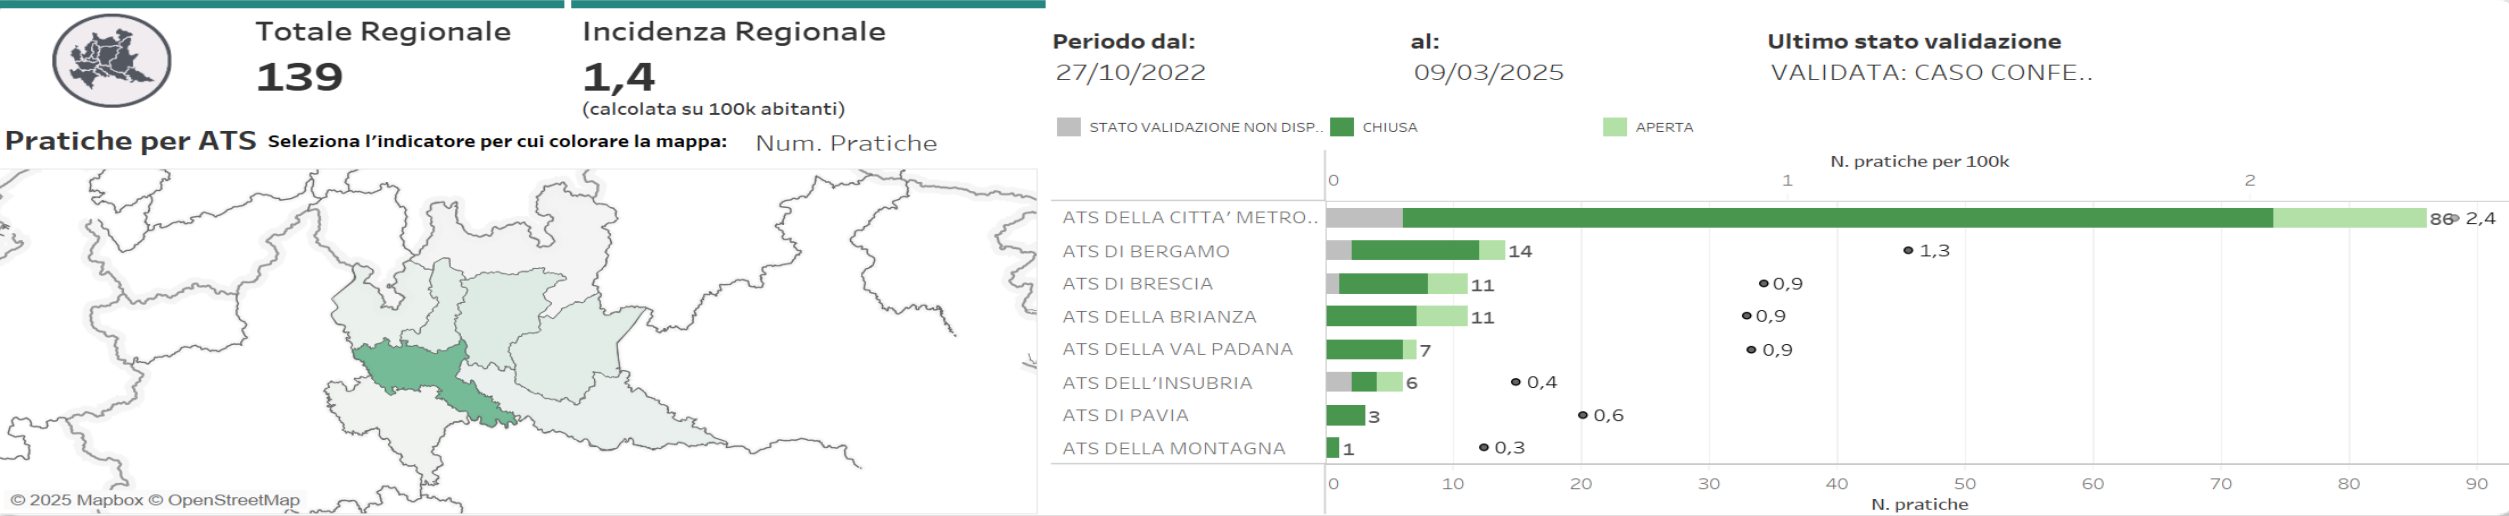 Totale Regionale
139
Incidenza Regionale
1,4
(calcolata su 100k abitanti)
Pratiche per ATS Seleziona l'indicatore per cui colorare la mappa: Num. Pratiche
© 2025 Mapbox © OpenStreetMap
Periodo dal:
27/10/2022
al:
09/03/2025
Ultimo stato validazione
VALIDATA: CASO CONFE..
STATO VALIDAZIONE NON DISP.. CHIUSA APERTA
N. pratiche per 100k
0 1 2
ATS DELLA CITTA' METRO.. 86 2,4
ATS DI BERGAMO 14 1,3
ATS DI BRESCIA 11 0,9
ATS DELLA BRIANZA 11 0,9
ATS DELLA VAL PADANA 7 0,9
ATS DELL'INSUBRIA 6 0,4
ATS DI PAVIA 3 0,6
ATS DELLA MONTAGNA 1 0,3
0 10 20 30 40 50 60 70 80 90
N. pratiche